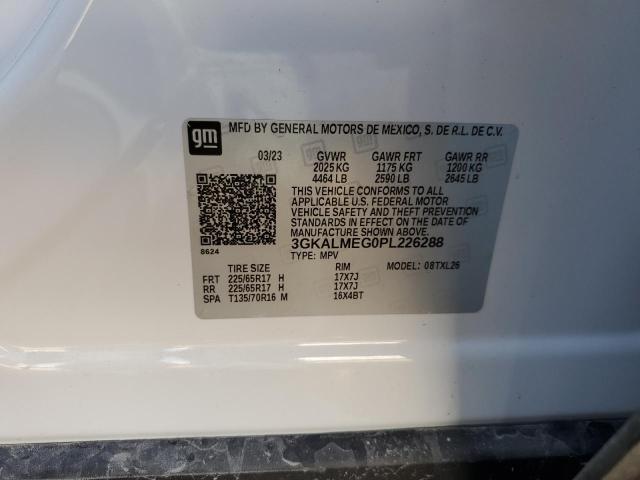 gm
MFD BY GENERAL MOTORS DE MEXICO, S. DE R.L. DE C.V.
03/23 GVWR GAWR FRT GAWR RR
2025 KG 1175 KG 1200 KG
4464 LB 2590 LB 2645 LB
THIS VEHICLE CONFORMS TO ALL
APPLICABLE U.S. FEDERAL MOTOR
VEHICLE SAFETY AND THEFT PREVENTION
STANDARDS IN EFFECT ON THE DATE OF
MANUFACTURE SHOWN ABOVE.
8624
3GKALMEG0PL226288
TYPE: MPV MODEL: 08TXL26
TIRE SIZE RIM
FRT 225/65R17 H 17X7J
RR 225/65R17 H 17X7J
SPA T135/70R16 M 16X4BT